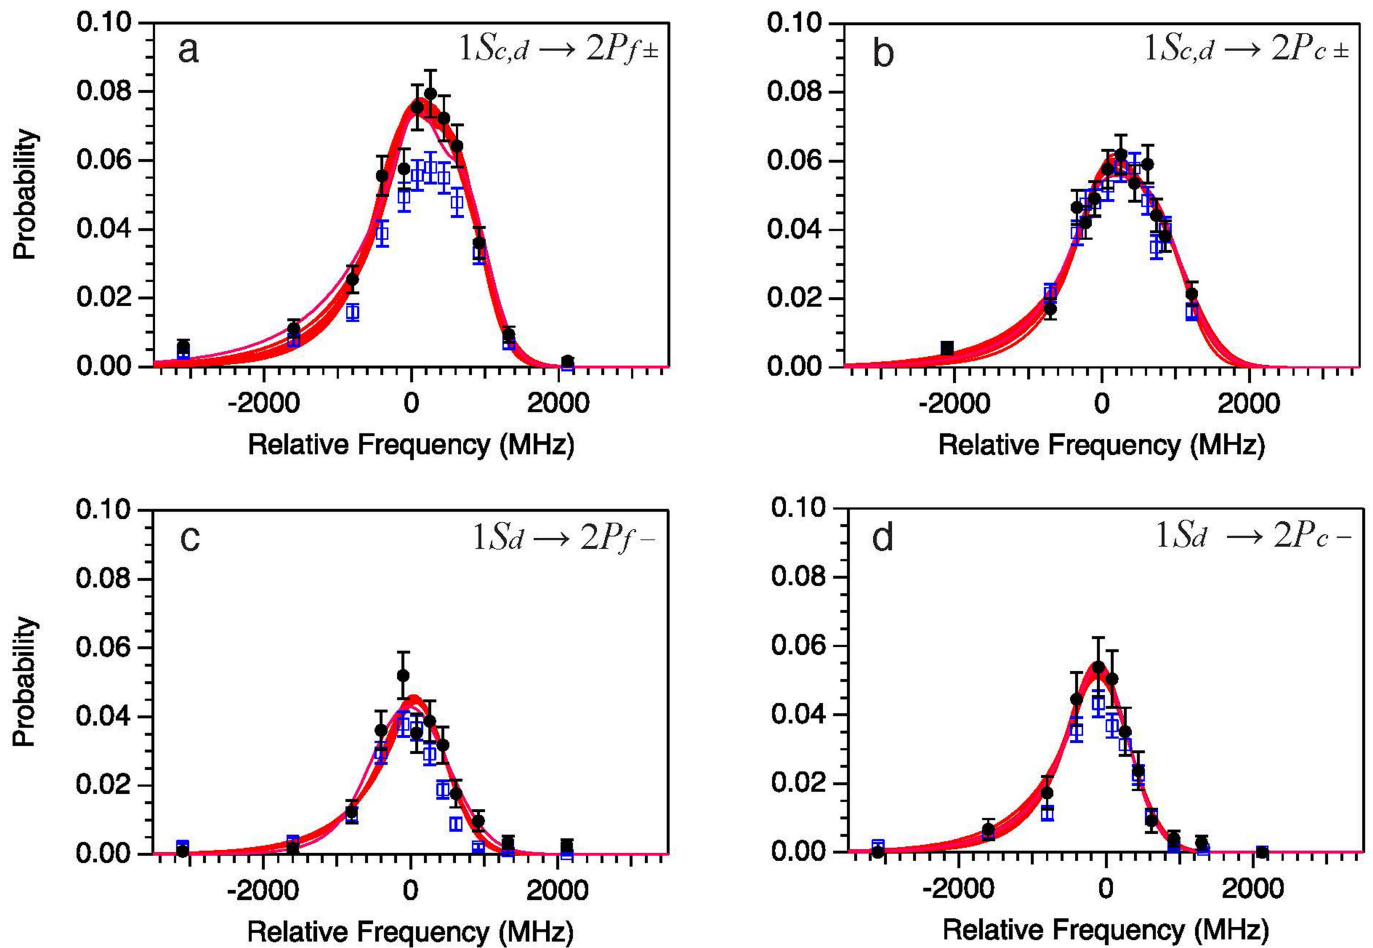 a
1Sc,d → 2Pf ±
0.10
0.08
0.06
0.04
0.02
0.00
Probability
-2000
0
2000
Relative Frequency (MHz)
b
1Sc,d → 2Pc ±
0.10
0.08
0.06
0.04
0.02
0.00
-2000
0
2000
Relative Frequency (MHz)
c
1Sd → 2Pf −
0.10
0.08
0.06
0.04
0.02
0.00
Probability
-2000
0
2000
Relative Frequency (MHz)
d
1Sd → 2Pc −
0.10
0.08
0.06
0.04
0.02
0.00
-2000
0
2000
Relative Frequency (MHz)